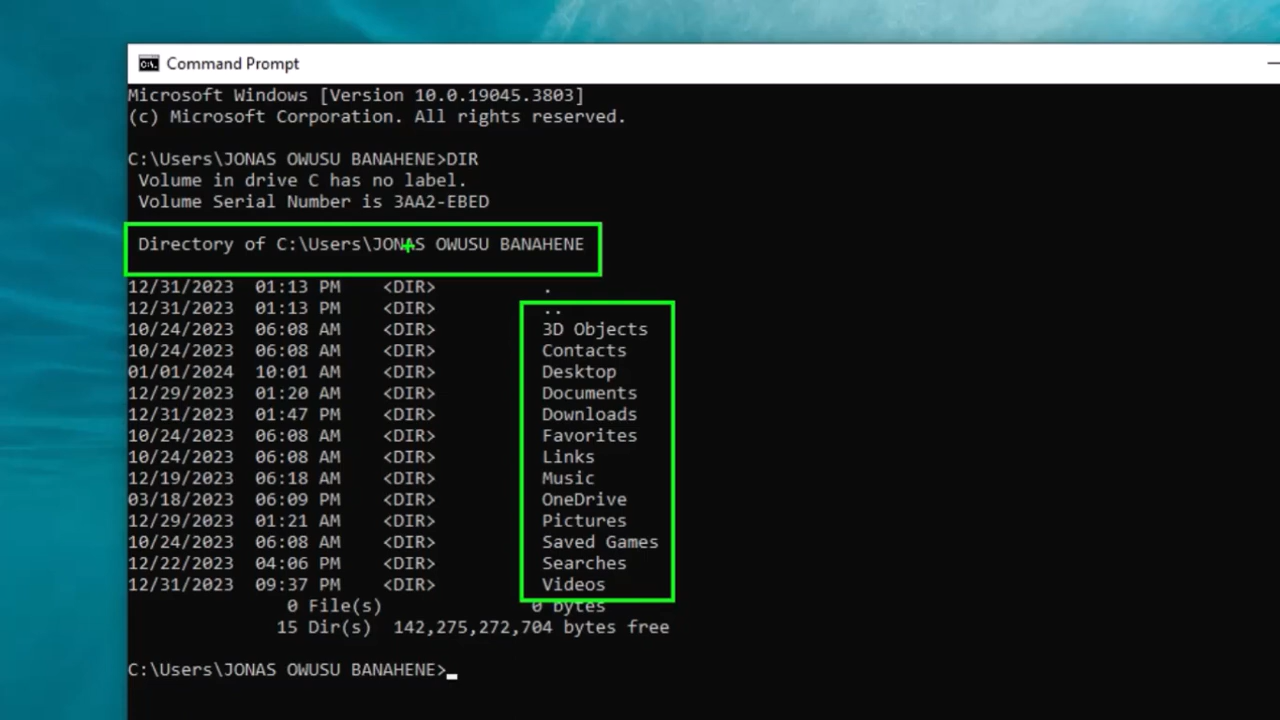 Command Prompt
Microsoft Windows [Version 10.0.19045.3803]
(c) Microsoft Corporation. All rights reserved.
C:\Users\JONAS OWUSU BANAHENE>DIR
Volume in drive C has no label.
Volume Serial Number is 3AA2-EBED
Directory of C:\Users\JONAS OWUSU BANAHENE
12/31/2023 01:13 PM <DIR> .
12/31/2023 01:13 PM <DIR> ..
10/24/2023 06:08 AM <DIR> 3D Objects
10/24/2023 06:08 AM <DIR> Contacts
01/01/2024 10:01 AM <DIR> Desktop
12/29/2023 01:20 AM <DIR> Documents
12/31/2023 01:47 PM <DIR> Downloads
10/24/2023 06:08 AM <DIR> Favorites
10/24/2023 06:08 AM <DIR> Links
12/19/2023 06:18 AM <DIR> Music
03/18/2023 06:09 PM <DIR> OneDrive
12/29/2023 01:21 AM <DIR> Pictures
10/24/2023 06:08 AM <DIR> Saved Games
12/22/2023 04:06 PM <DIR> Searches
12/31/2023 09:37 PM <DIR> Videos
0 File(s) 0 bytes
15 Dir(s) 142,275,272,704 bytes free
C:\Users\JONAS OWUSU BANAHENE>